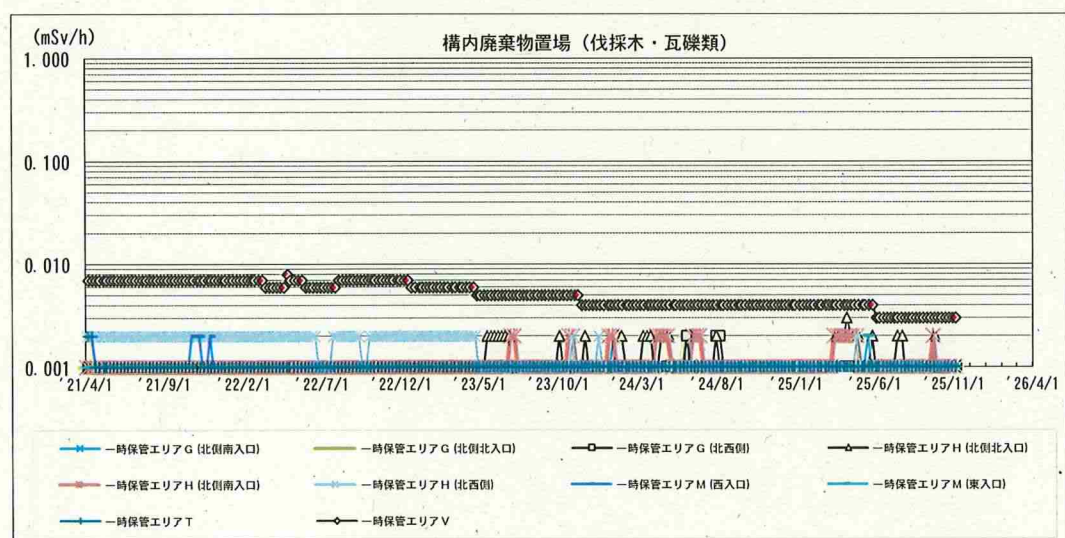 (mSv/h)
構内廃棄物置場（伐採木・瓦礫類）
1.000
0.100
0.010
0.001
21/4/1 21/9/1 22/2/1 22/7/1 22/12/1 23/5/1 23/10/1 24/3/1 24/8/1 25/1/1 25/6/1 25/11/1 26/4/1
一時保管エリアＧ(北側南入口) 一時保管エリアＧ(北側北入口) 一時保管エリアＧ(北西側) 一時保管エリアＨ(北側北入口)
一時保管エリアＨ(北側南入口) 一時保管エリアＨ(北西側) 一時保管エリアＭ(西入口) 一時保管エリアＭ(東入口)
一時保管エリアＴ 一時保管エリアＶ